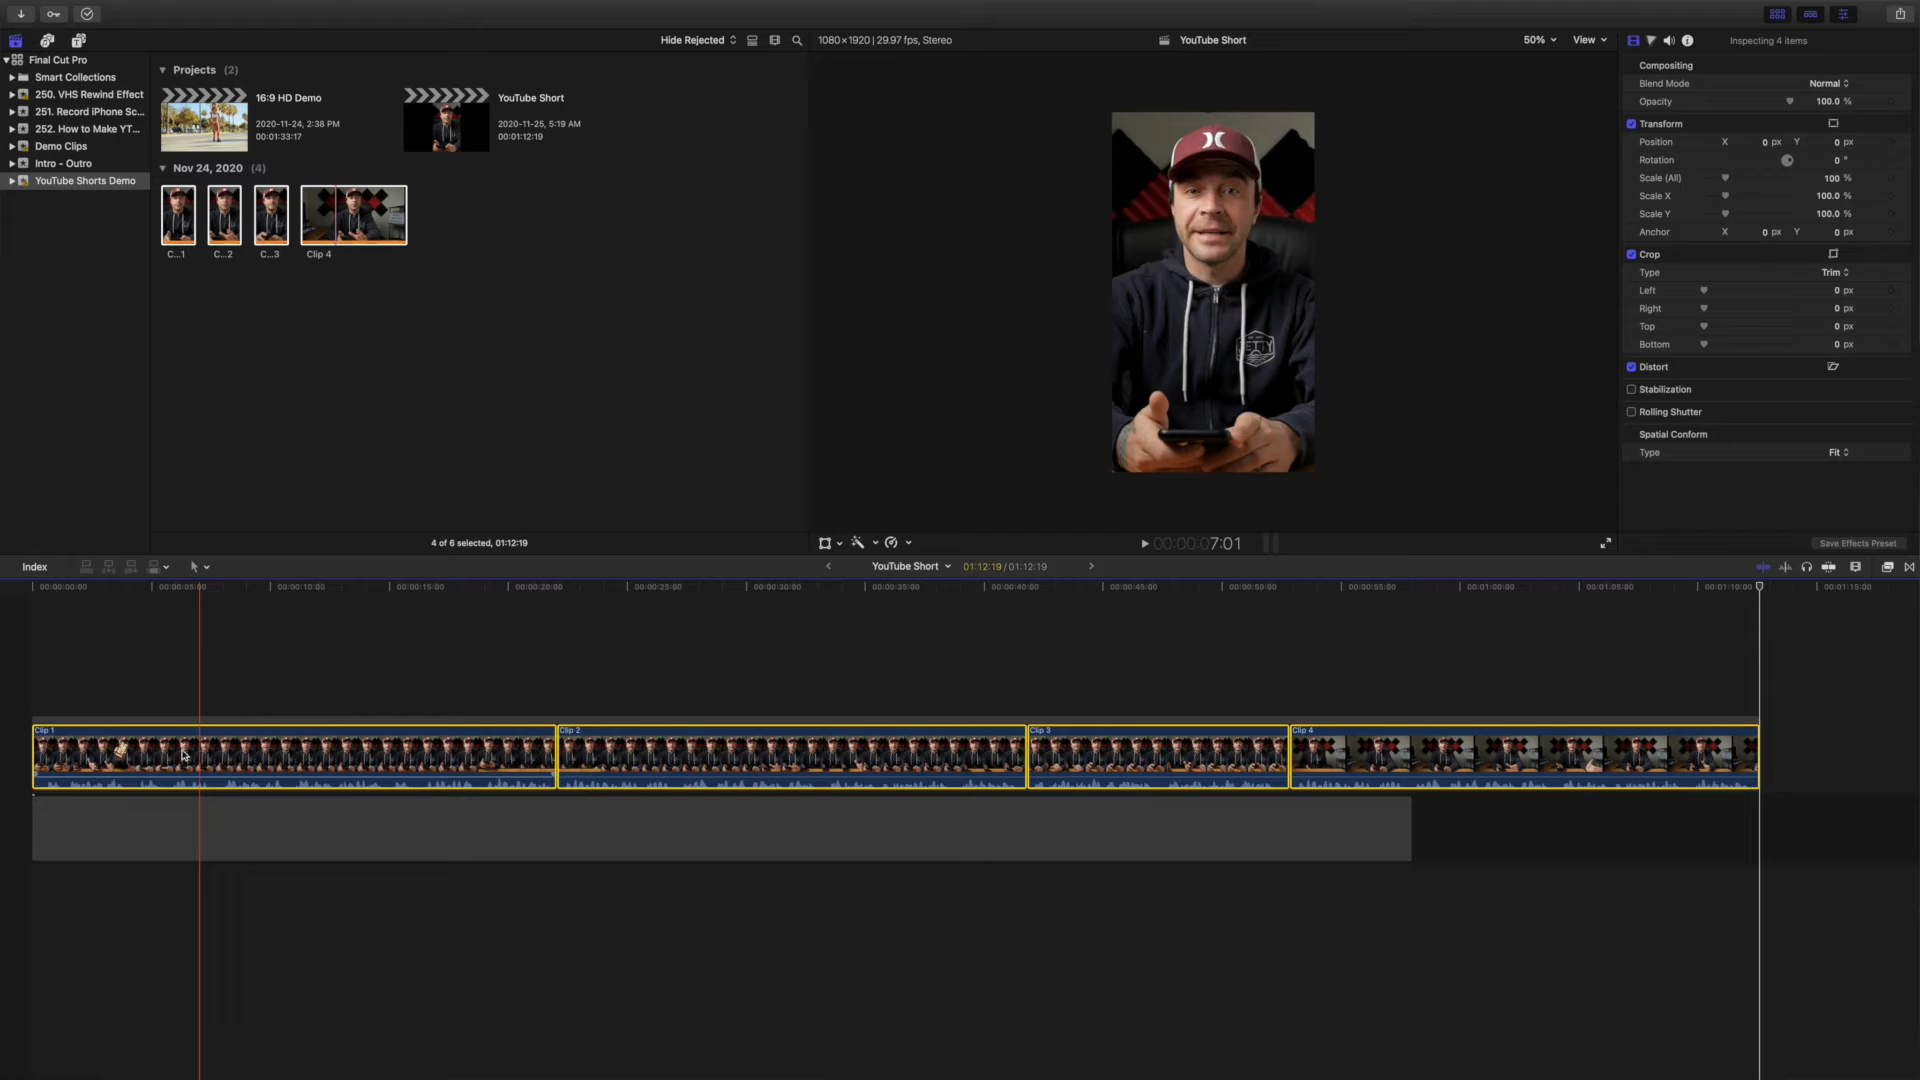 Hide Rejected
1080×1920 | 29.97 fps, Stereo
YouTube Short
50%
View
Inspecting 4 items
Final Cut Pro
Smart Collections
250. VHS Rewind Effect
251. Record iPhone Sc...
252. How to Make YT...
Demo Clips
Intro - Outro
YouTube Shorts Demo
Projects (2)
16:9 HD Demo
2020-11-24, 2:38 PM
00:01:33:17
YouTube Short
2020-11-25, 5:19 AM
00:01:12:19
Nov 24, 2020 (4)
C...1
C...2
C...3
Clip 4
4 of 6 selected, 01:12:19
Compositing
Blend Mode Normal
Opacity 100.0 %
Transform
Position X 0 px Y 0 px
Rotation 0 °
Scale (All) 100 %
Scale X 100.0 %
Scale Y 100.0 %
Anchor X 0 px Y 0 px
Crop
Type Trim
Left 0 px
Right 0 px
Top 0 px
Bottom 0 px
Distort
Stabilization
Rolling Shutter
Spatial Conform
Type Fit
Save Effects Preset
00:00:07:01
Index
YouTube Short
01:12:19 / 01:12:19
00:00:00:00 00:00:05:00 00:00:10:00 00:00:15:00 00:00:20:00 00:00:25:00 00:00:30:00 00:00:35:00 00:00:40:00 00:00:45:00 00:00:50:00 00:00:55:00 00:01:00:00 00:01:05:00 00:01:10:00 00:01:15:00
Clip 1
Clip 2
Clip 3
Clip 4